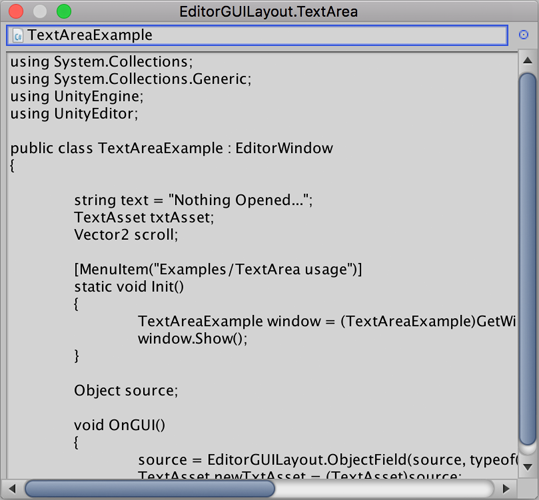 EditorGUILayout.TextArea
TextAreaExample
using System.Collections;
using System.Collections.Generic;
using UnityEngine;
using UnityEditor;
public class TextAreaExample : EditorWindow
{
string text = "Nothing Opened...";
TextAsset txtAsset;
Vector2 scroll;
[MenuItem("Examples/TextArea usage")]
static void Init()
{
TextAreaExample window = (TextAreaExample)GetWi
window.Show();
}
Object source;
void OnGUI()
{
source = EditorGUILayout.ObjectField(source, typeof(
TextAsset newTxtAsset = (TextAsset)source;